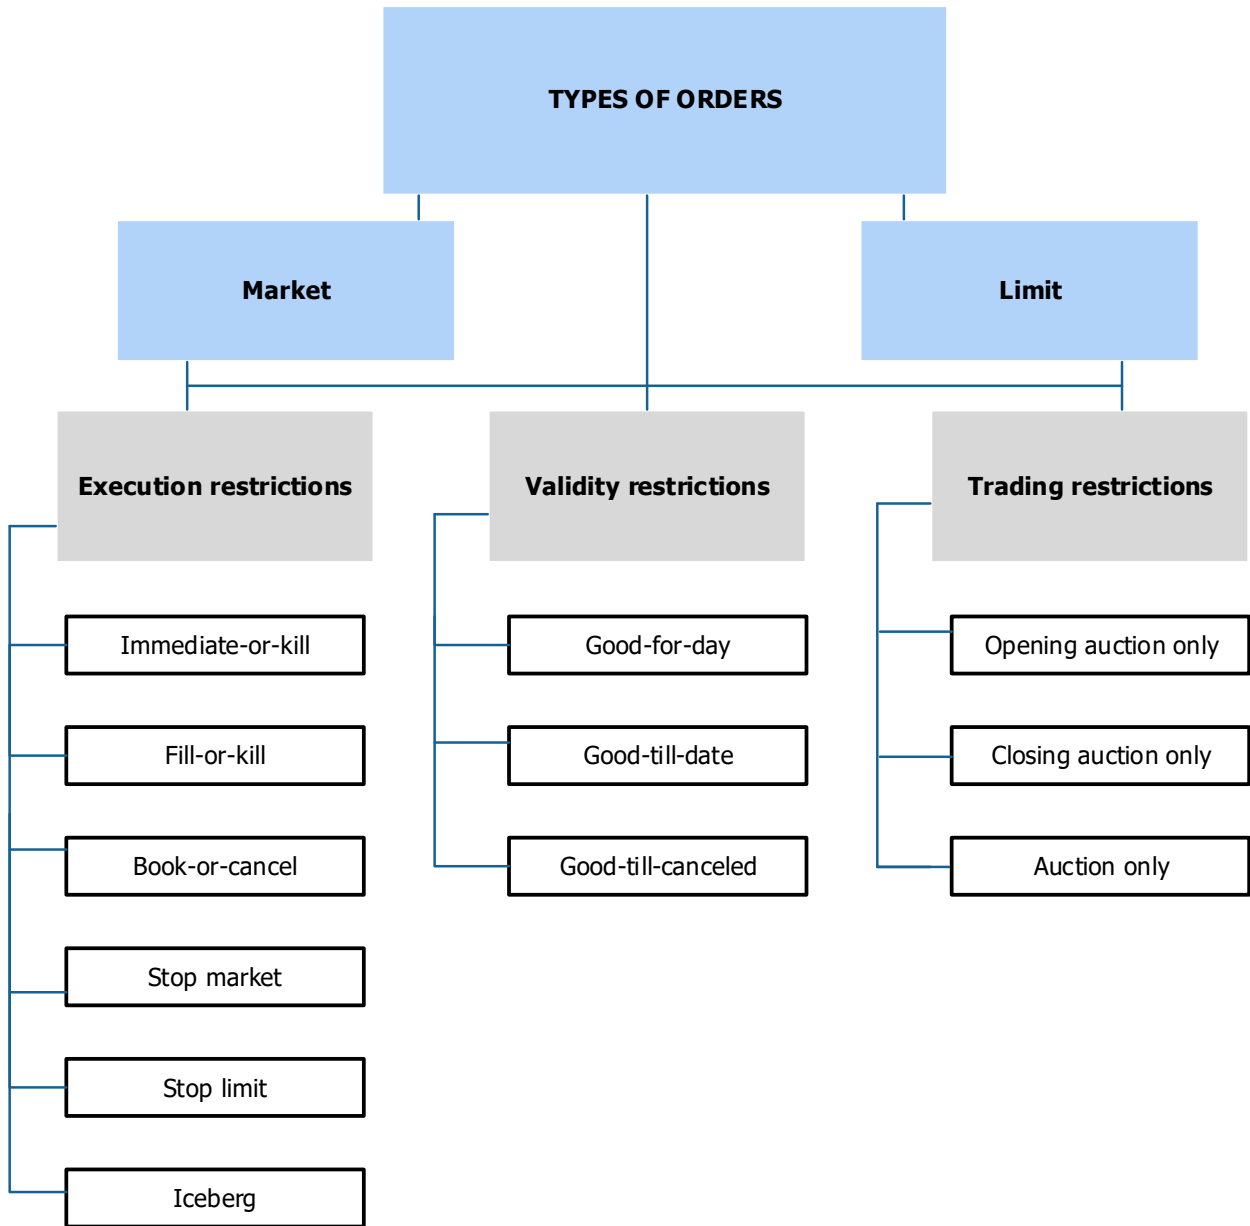 TYPES OF ORDERS
Market
Limit
Execution restrictions
Validity restrictions
Trading restrictions
Immediate-or-kill
Good-for-day
Opening auction only
Fill-or-kill
Good-till-date
Closing auction only
Book-or-cancel
Good-till-canceled
Auction only
Stop market
Stop limit
Iceberg